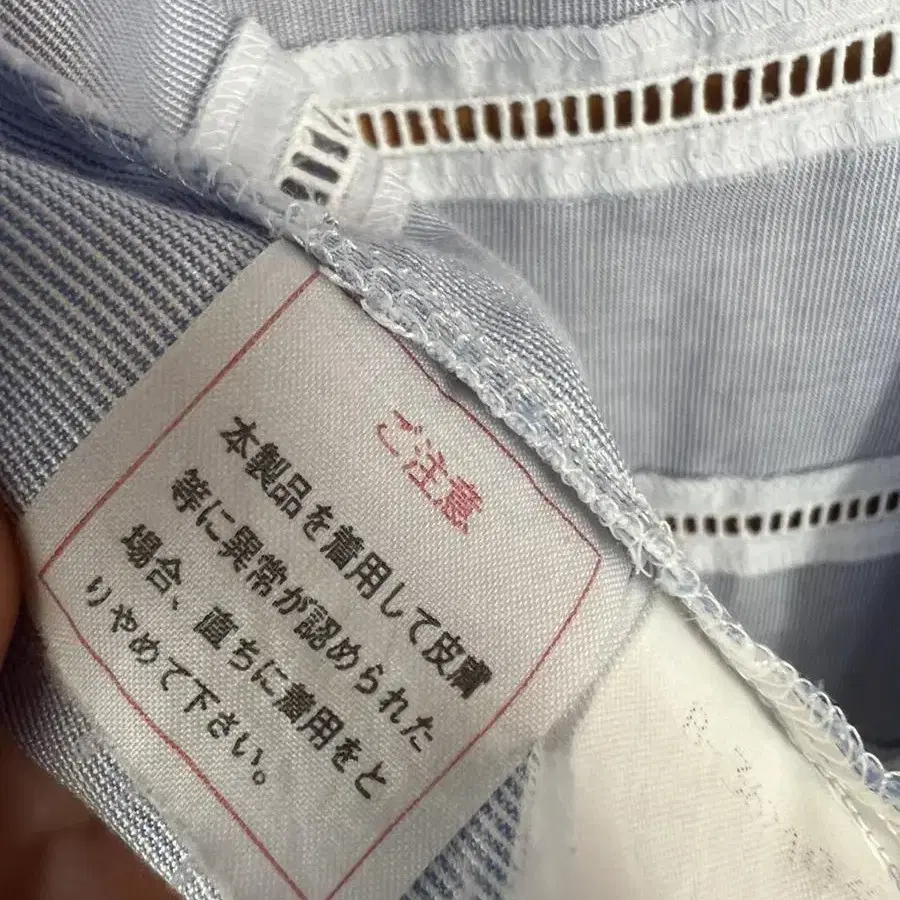 ご注意
本製品を着用して皮膚
等に異常が認められた
場合、直ちに着用をと
りやめて下さい。